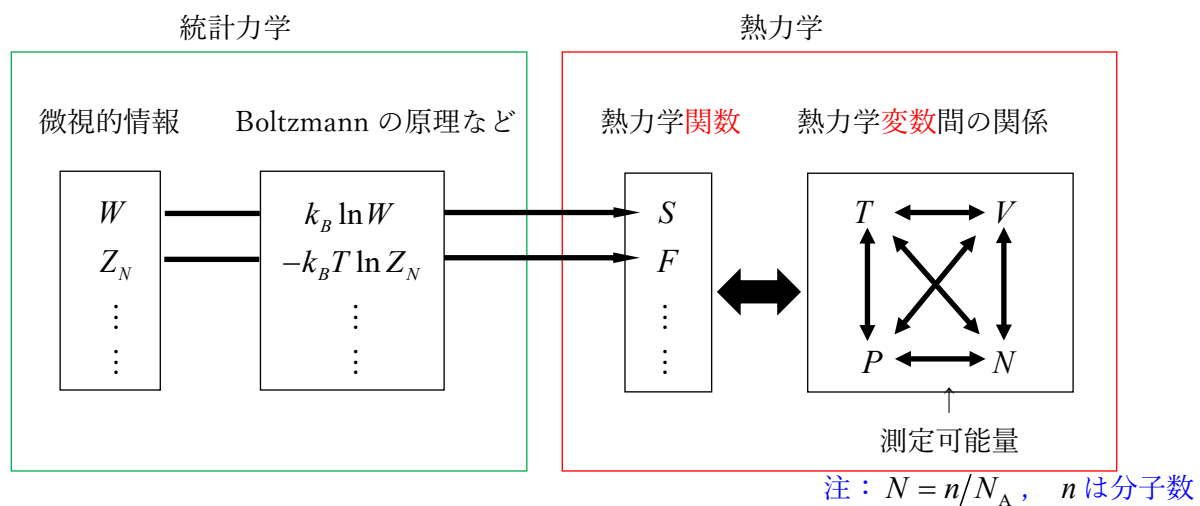 統計力学 熱力学
微視的情報 Boltzmann の原理など 熱力学関数 熱力学変数間の関係
W k_B ln W S T V
Z_N −k_B T ln Z_N F
⋮ ⋮ ⋮
⋮ ⋮ ⋮ P N
↑
測定可能量
注： N = n/N_A ， n は分子数